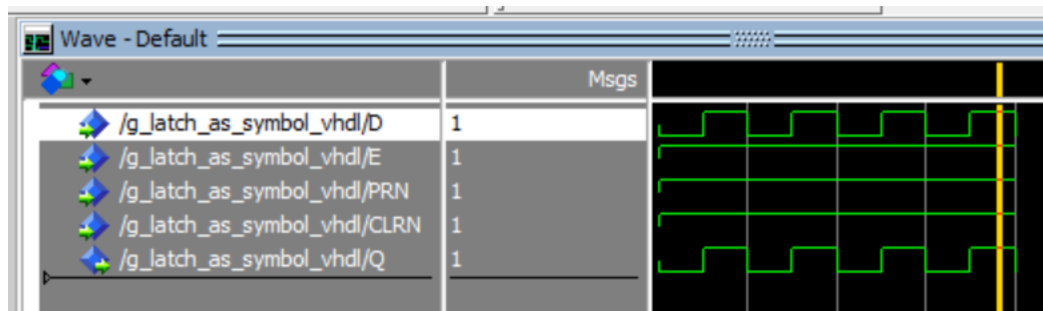 Wave - Default
Msgs
/g_latch_as_symbol_vhdl/D 1
/g_latch_as_symbol_vhdl/E 1
/g_latch_as_symbol_vhdl/PRN 1
/g_latch_as_symbol_vhdl/CLRN 1
/g_latch_as_symbol_vhdl/Q 1